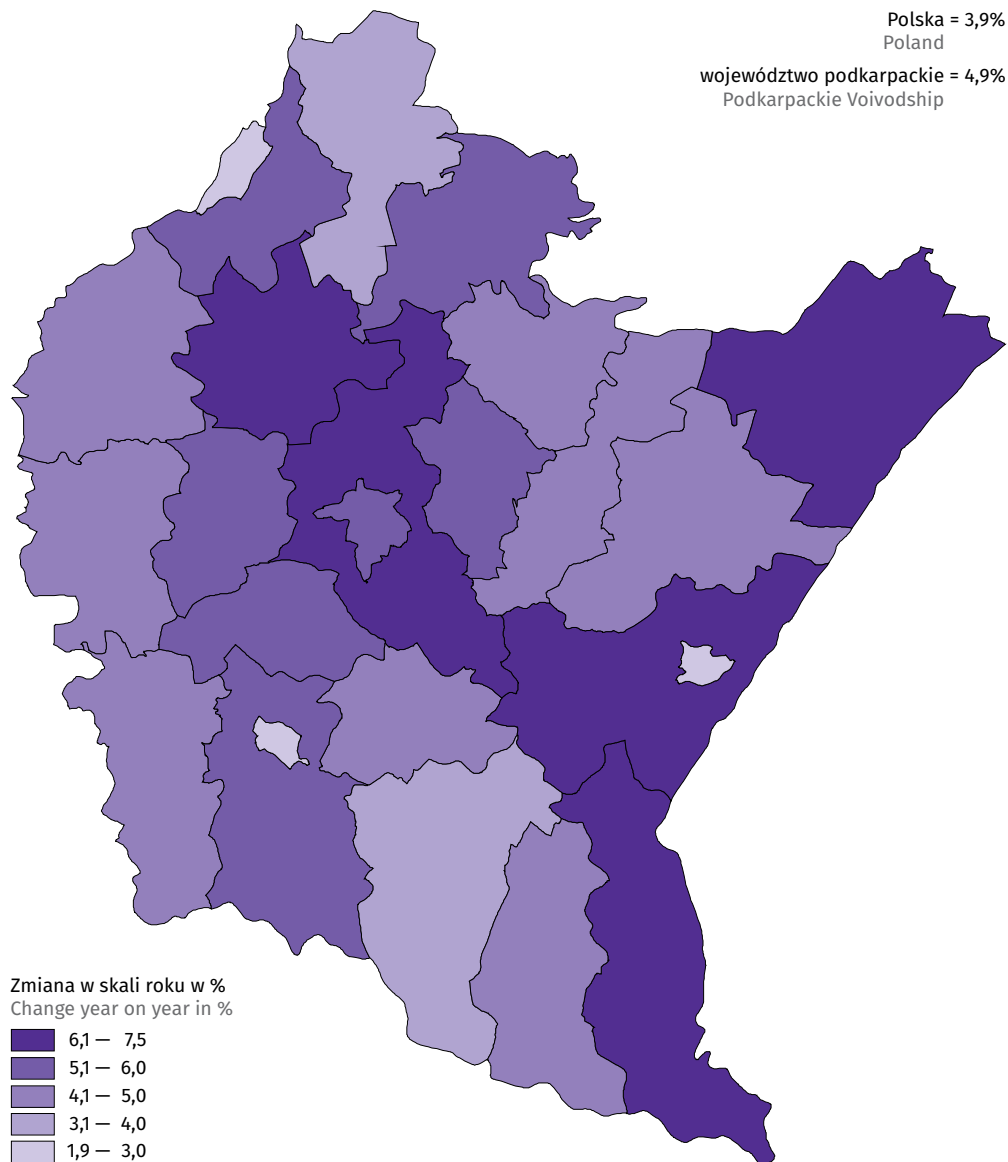 Polska = 3,9%
Poland
województwo podkarpackie = 4,9%
Podkarpackie Voivodship
Zmiana w skali roku w %
Change year on year in %
6,1 — 7,5
5,1 — 6,0
4,1 — 5,0
3,1 — 4,0
1,9 — 3,0